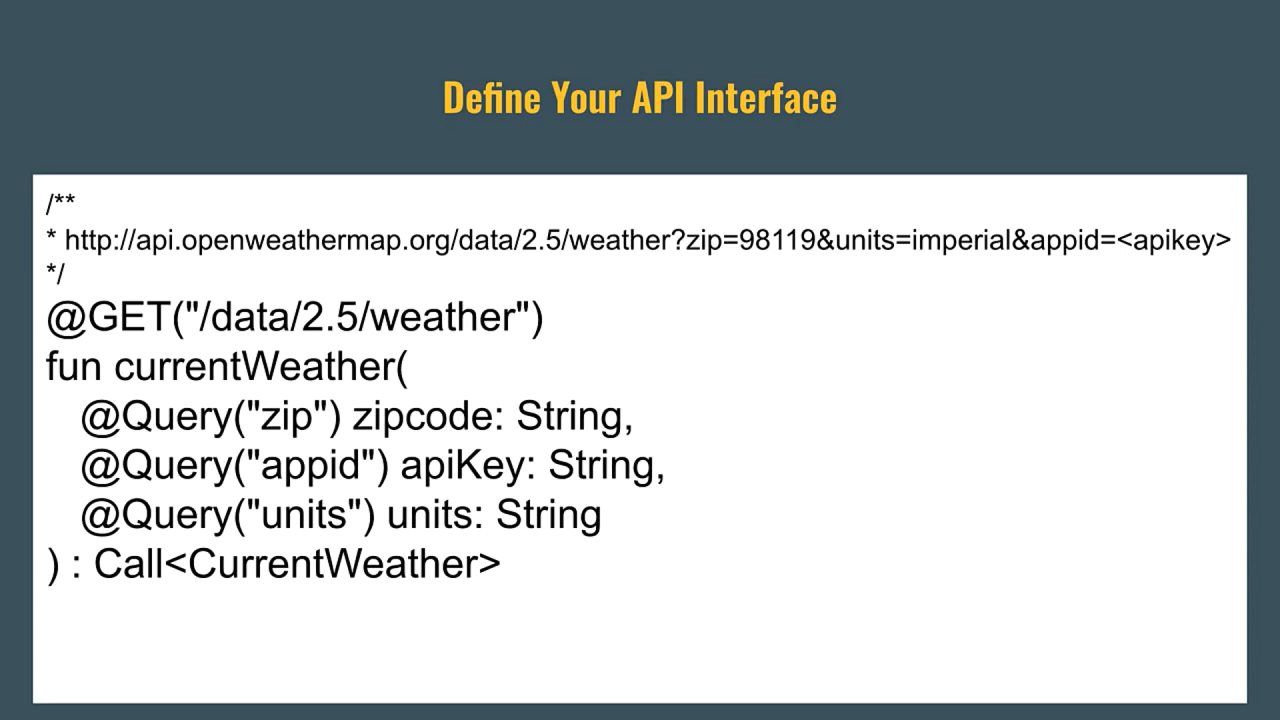 Define Your API Interface
/**
* http://api.openweathermap.org/data/2.5/weather?zip=98119&units=imperial&appid=<apikey>
*/
@GET("/data/2.5/weather")
fun currentWeather(
@Query("zip") zipcode: String,
@Query("appid") apiKey: String,
@Query("units") units: String
) : Call<CurrentWeather>